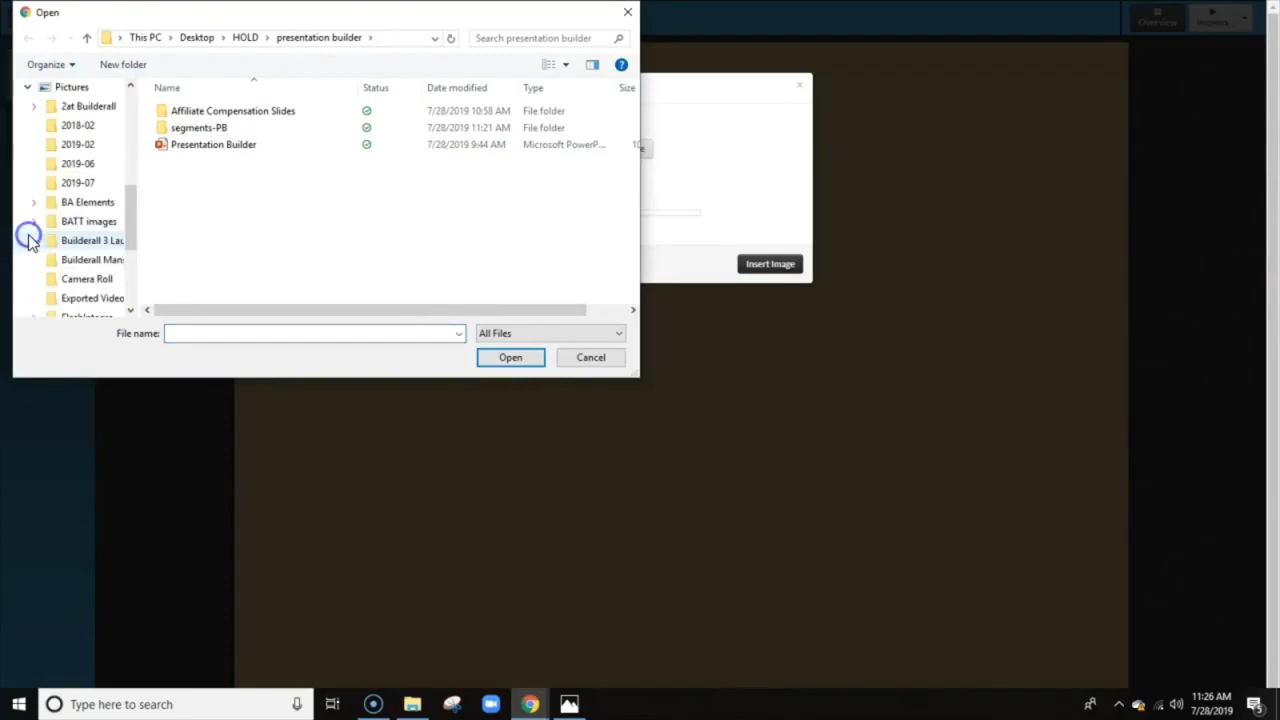 Open
This PC > Desktop > HOLD > presentation builder >
Search presentation builder
Organize
New folder
Name Status Date modified Type Size
Pictures
2at Builderall
2018-02
2019-02
2019-06
2019-07
BA Elements
BATT images
Builderall 3 Lau
Builderall Man
Camera Roll
Exported Video
Affiliate Compensation Slides 7/28/2019 10:58 AM File folder
segments-PB 7/28/2019 11:21 AM File folder
Presentation Builder 7/28/2019 9:44 AM Microsoft PowerP... 10
File name:
All Files
Open
Cancel
Insert Image
Overview
Type here to search
11:26 AM
7/28/2019
5